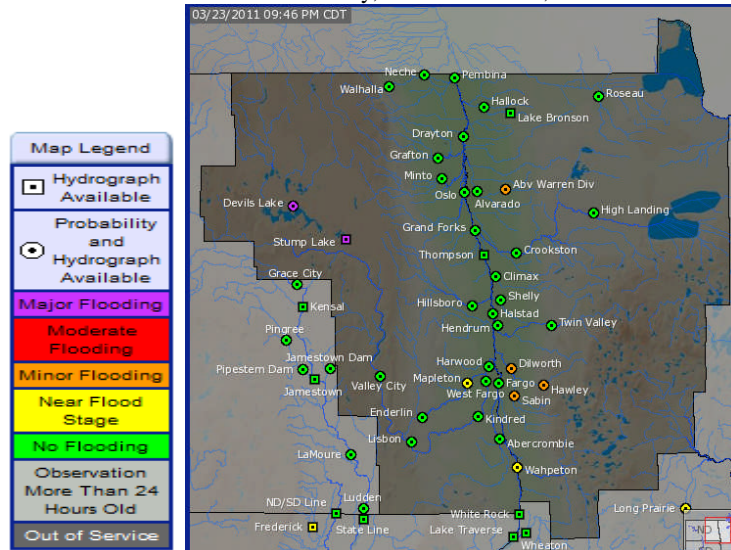 03/23/2011 09:46 PM CDT
Map Legend
Hydrograph
Available
Probability
and
Hydrograph
Available
Major Flooding
Moderate
Flooding
Minor Flooding
Near Flood
Stage
No Flooding
Observation
More Than 24
Hours Old
Out of Service
Neche
Pembina
Walhalla
Roseau
Hallock
Lake Bronson
Drayton
Grafton
Minto
Abv Warren Div
Oslo
Alvarado
Devils Lake
High Landing
Grand Forks
Stump Lake
Crookston
Thompson
Grace City
Climax
Shelly
Kensal
Hillsboro
Halstad
Hendrum
Twin Valley
Pingree
Jamestown Dam
Harwood
Dilworth
Pipestem Dam
Mapleton
Fargo
Hawley
Jamestown
Valley City
West Fargo
Sabin
Enderlin
Kindred
Lisbon
Abercrombie
LaMoure
Wahpeton
ND/SD Line
Ludden
White Rock
Long Prairie
Frederick
State Line
Lake Traverse
Wheaton
ND